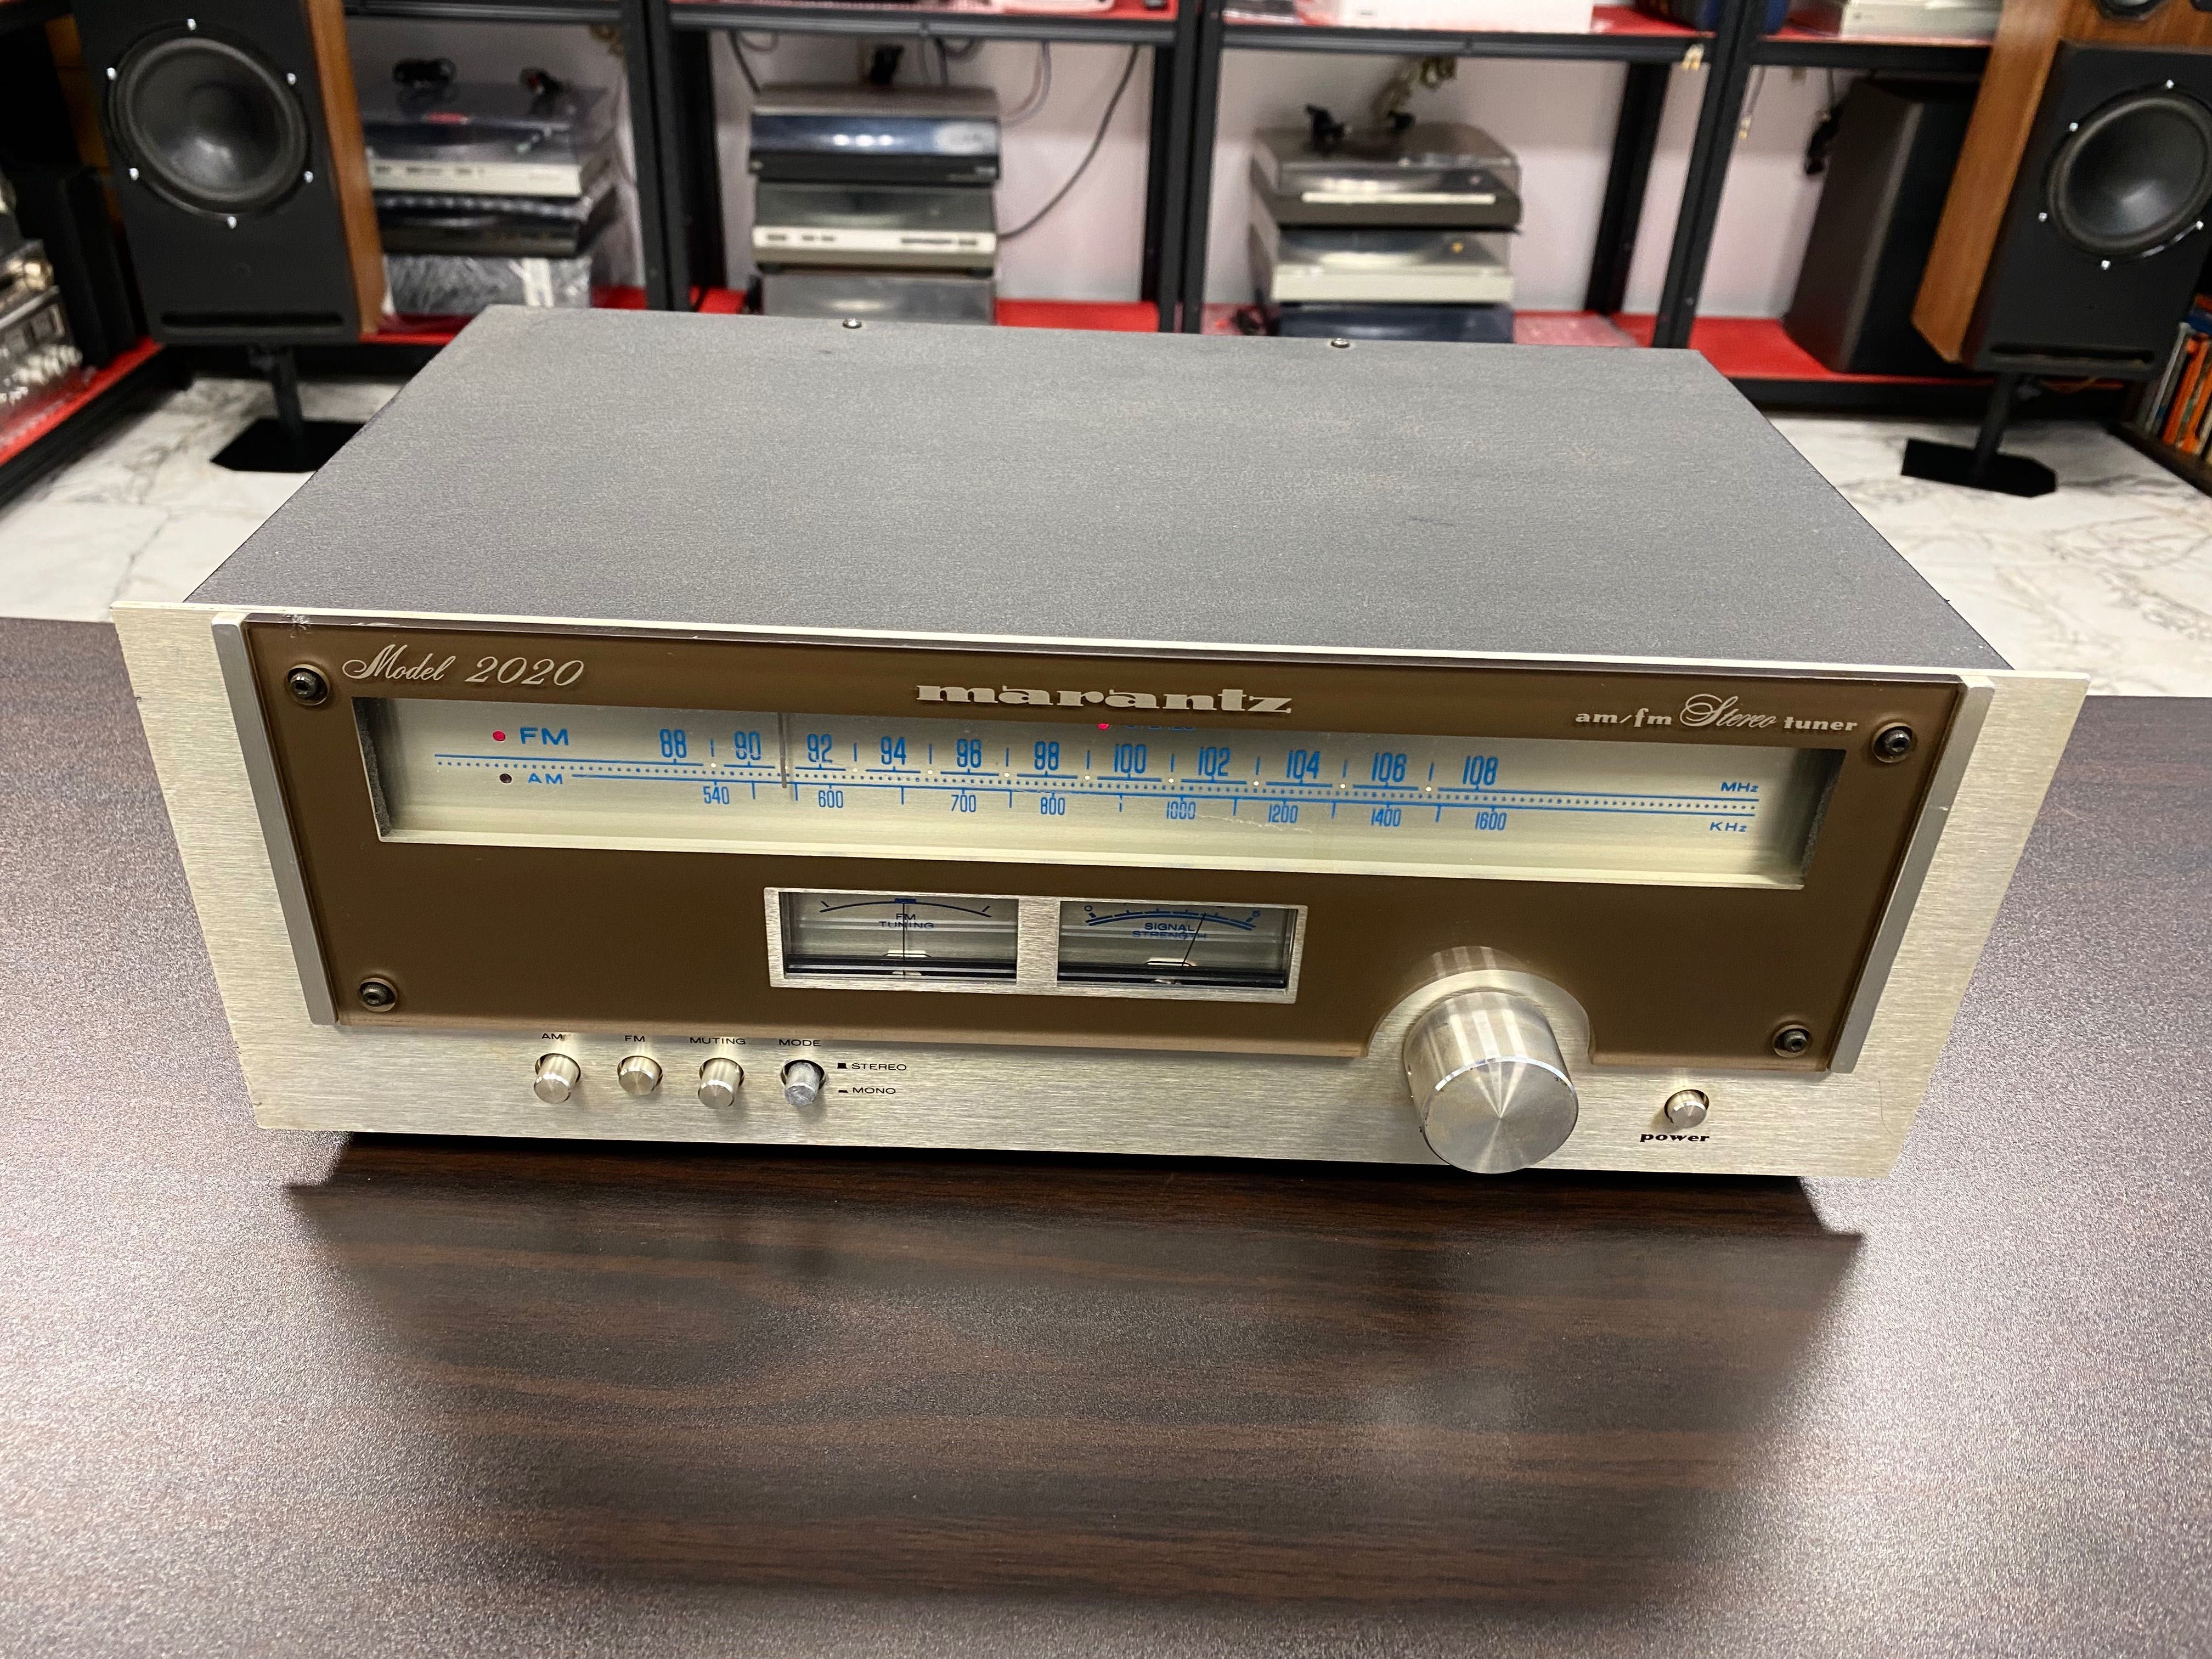 Model 2020
marantz
am/fm Stereo tuner
STEREO
FM 88 90 92 94 96 98 100 102 104 106 108 MHz
AM 540 600 700 800 1000 1200 1400 1600 KHz
FM
TUNING
SIGNAL
STRENGTH
AM FM MUTING MODE
STEREO
MONO
power